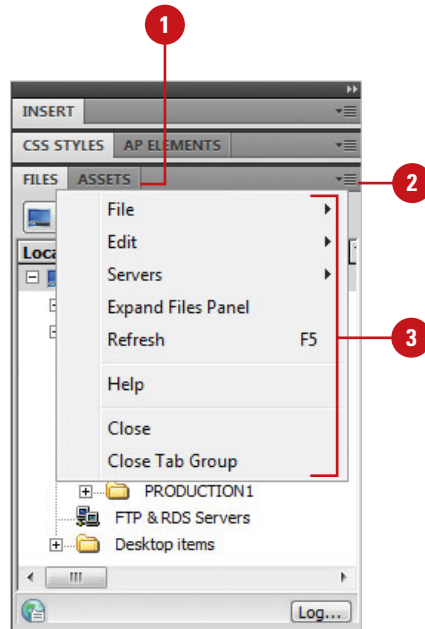 1
INSERT
CSS STYLES AP ELEMENTS
FILES ASSETS
2
File
Edit
Loca
Servers
Expand Files Panel
Refresh F5
3
Help
Close
Close Tab Group
PRODUCTION1
FTP & RDS Servers
Desktop items
Log...